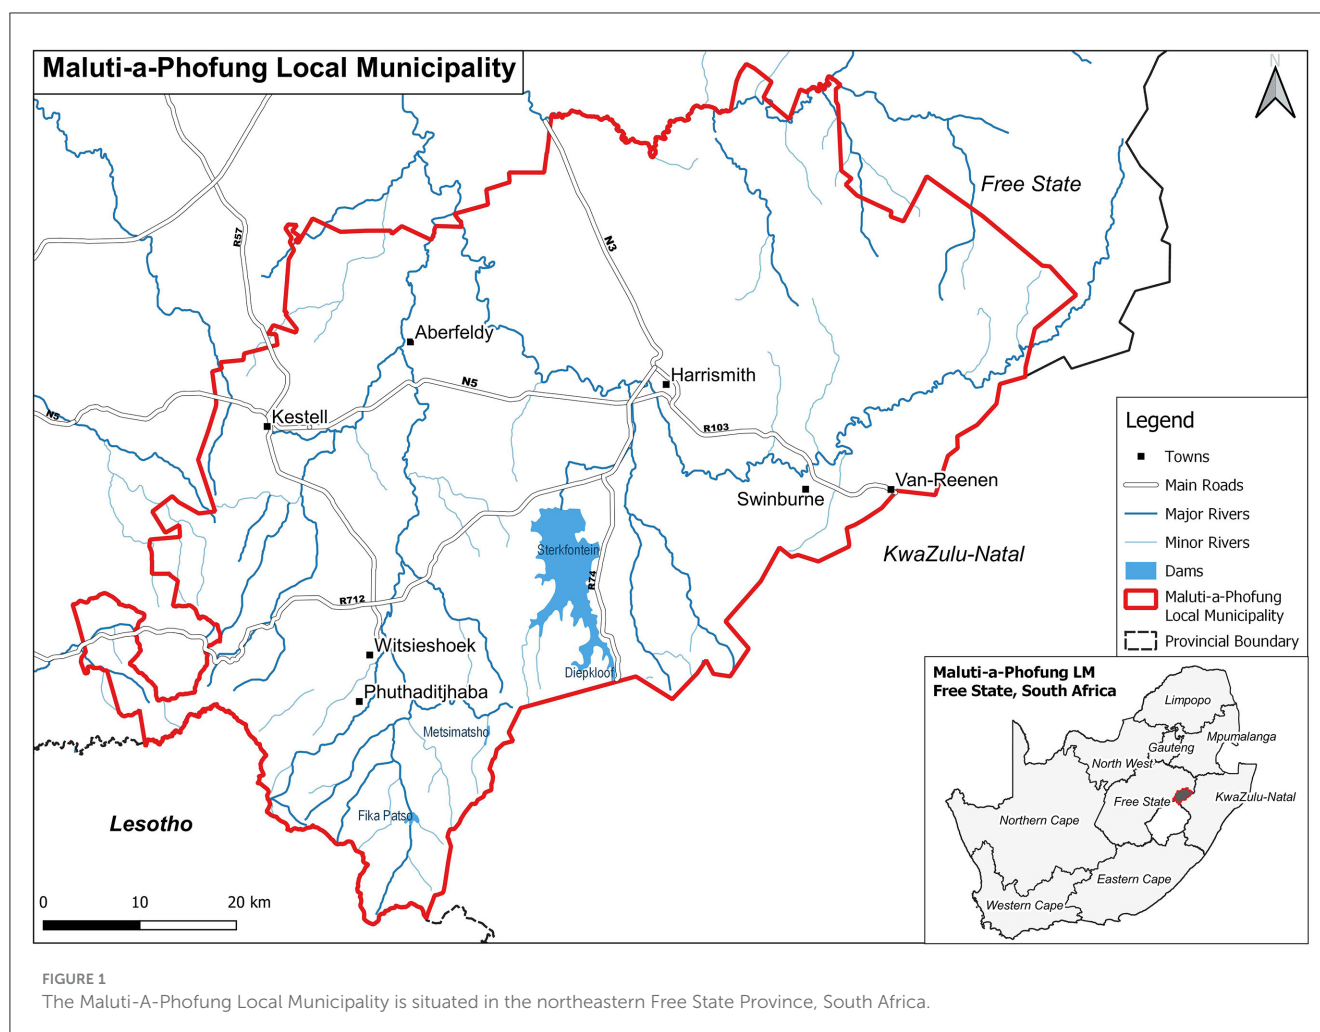 Maluti-a-Phofung Local Municipality
N
Free State
R57
N3
Aberfeldy
Harrismith
N5
N5
Kestell
R103
Van-Reenen
Swinburne
KwaZulu-Natal
Sterkfontein
R74
R712
Witsieshoek
Diepkloof
Phuthaditjhaba
Metsimatsho
Fika Patso
Lesotho
0 10 20 km
Legend
Towns
Main Roads
Major Rivers
Minor Rivers
Dams
Maluti-a-Phofung
Local Municipality
Provincial Boundary
Maluti-a-Phofung LM
Free State, South Africa
Limpopo
Mpumalanga
Gauteng
North West
Free State
KwaZulu-Natal
Northern Cape
Eastern Cape
Western Cape
FIGURE 1
The Maluti-A-Phofung Local Municipality is situated in the northeastern Free State Province, South Africa.